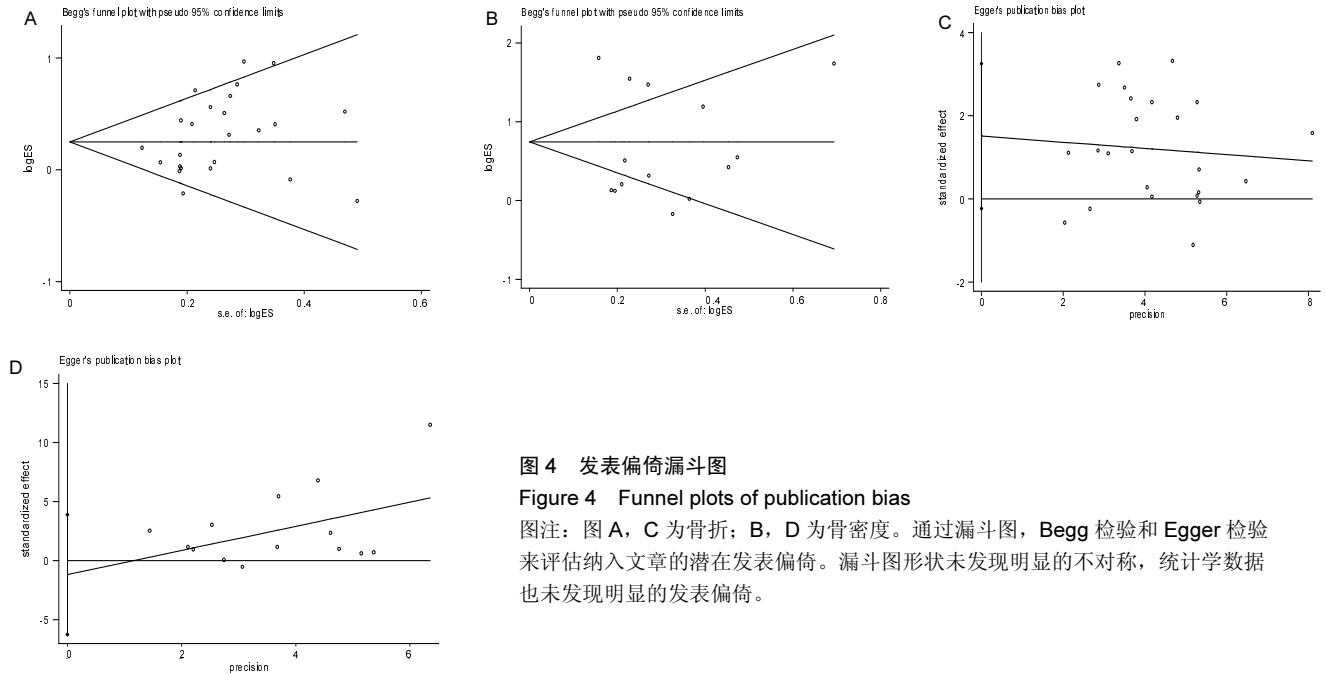 A
Begg's funnel plot with pseudo 95% confidence limits
logES
1
0
-1
0
0.2
0.4
0.6
s.e. of: logES
B
Begg's funnel plot with pseudo 95% confidence limits
logES
2
1
0
-1
0
0.2
0.4
0.6
0.8
s.e. of: logES
C
Egger's publication bias plot
standardized effect
4
2
0
-2
0
2
4
6
8
precision
D
Egger's publication bias plot
standardized effect
15
10
5
0
-5
0
2
4
6
precision
图 4 发表偏倚漏斗图
Figure 4 Funnel plots of publication bias
图注：图 A，C 为骨折；B，D 为骨密度。通过漏斗图，Begg 检验和 Egger 检验
来评估纳入文章的潜在发表偏倚。漏斗图形状未发现明显的不对称，统计学数据
也未发现明显的发表偏倚。